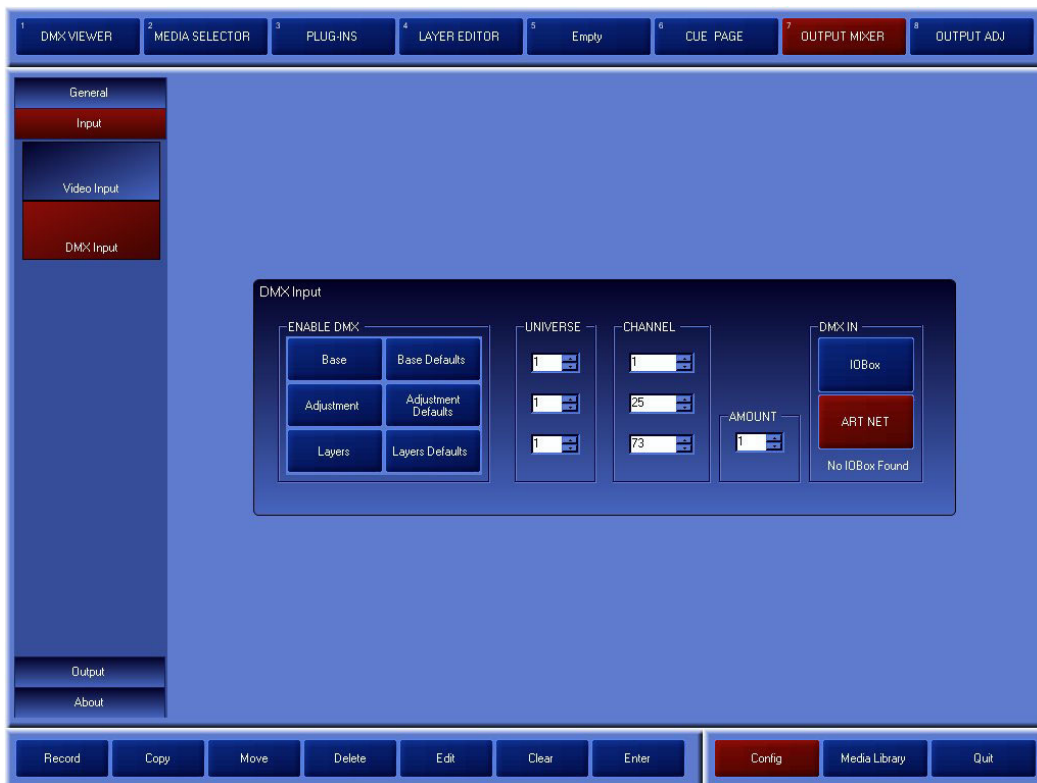 1 DMX VIEWER 2 MEDIA SELECTOR 3 PLUG-INS 4 LAYER EDITOR 5 Empty 6 CUE PAGE 7 OUTPUT MIXER 8 OUTPUT ADJ
General
Input
Video Input
DMX Input
DMX Input
ENABLE DMX UNIVERSE CHANNEL DMX IN
Base Base Defaults 1 1 IOBox
Adjustment Adjustment Defaults 1 25 AMOUNT ART NET
Layers Layers Defaults 1 73 1
No IOBox Found
Output
About
Record Copy Move Delete Edit Clear Enter Config Media Library Quit